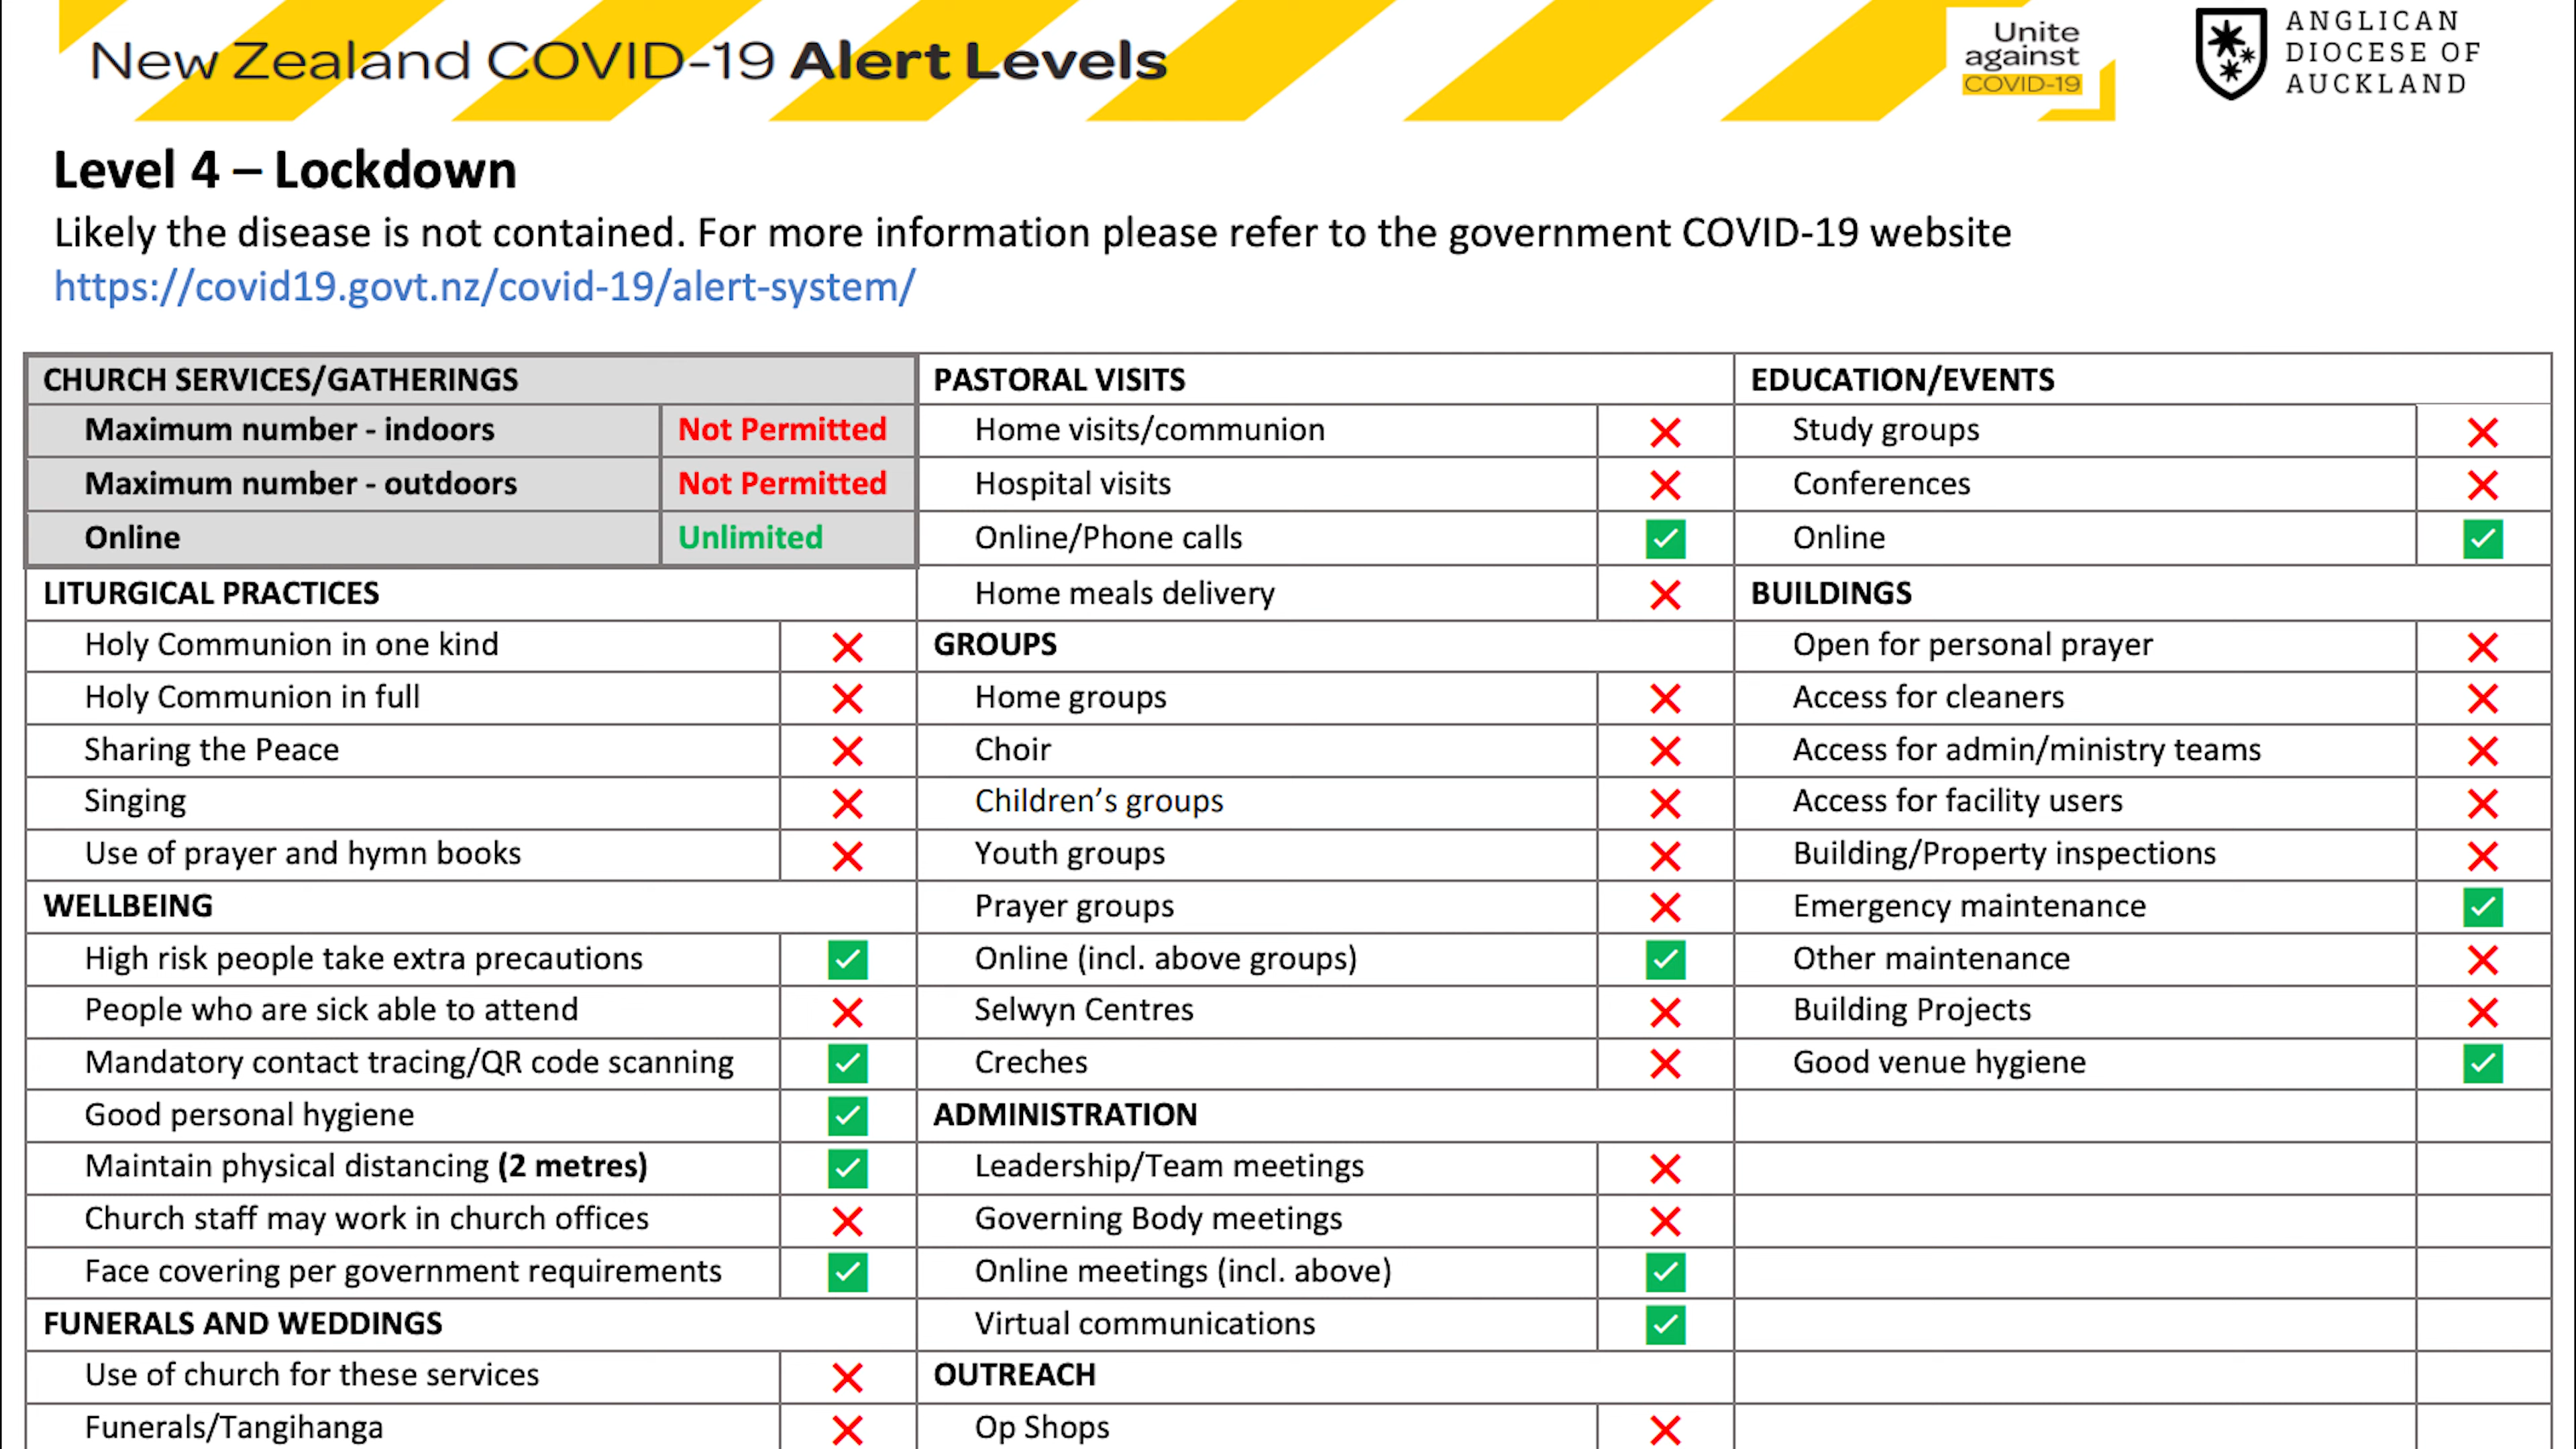 New Zealand COVID-19 Alert Levels
Unite
against
COVID-19
ANGLICAN
DIOCESE OF
AUCKLAND
Level 4 – Lockdown
Likely the disease is not contained. For more information please refer to the government COVID-19 website
https://covid19.govt.nz/covid-19/alert-system/
CHURCH SERVICES/GATHERINGS
Maximum number - indoors Not Permitted
Maximum number - outdoors Not Permitted
Online Unlimited
LITURGICAL PRACTICES
Holy Communion in one kind
Holy Communion in full
Sharing the Peace
Singing
Use of prayer and hymn books
WELLBEING
High risk people take extra precautions
People who are sick able to attend
Mandatory contact tracing/QR code scanning
Good personal hygiene
Maintain physical distancing (2 metres)
Church staff may work in church offices
Face covering per government requirements
FUNERALS AND WEDDINGS
Use of church for these services
Funerals/Tangihanga
PASTORAL VISITS
Home visits/communion
Hospital visits
Online/Phone calls
Home meals delivery
GROUPS
Home groups
Choir
Children’s groups
Youth groups
Prayer groups
Online (incl. above groups)
Selwyn Centres
Creches
ADMINISTRATION
Leadership/Team meetings
Governing Body meetings
Online meetings (incl. above)
Virtual communications
OUTREACH
Op Shops
EDUCATION/EVENTS
Study groups
Conferences
Online
BUILDINGS
Open for personal prayer
Access for cleaners
Access for admin/ministry teams
Access for facility users
Building/Property inspections
Emergency maintenance
Other maintenance
Building Projects
Good venue hygiene